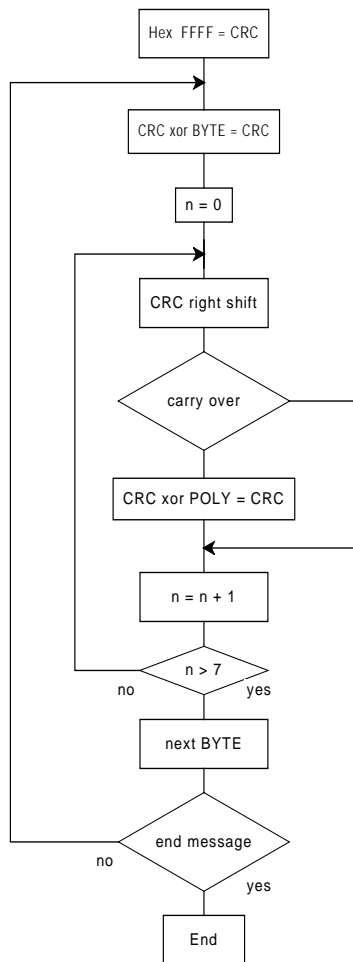 Hex FFFF = CRC
CRC xor BYTE = CRC
n = 0
CRC right shift
carry over
CRC xor POLY = CRC
n = n + 1
n > 7
no
yes
next BYTE
end message
no
yes
End